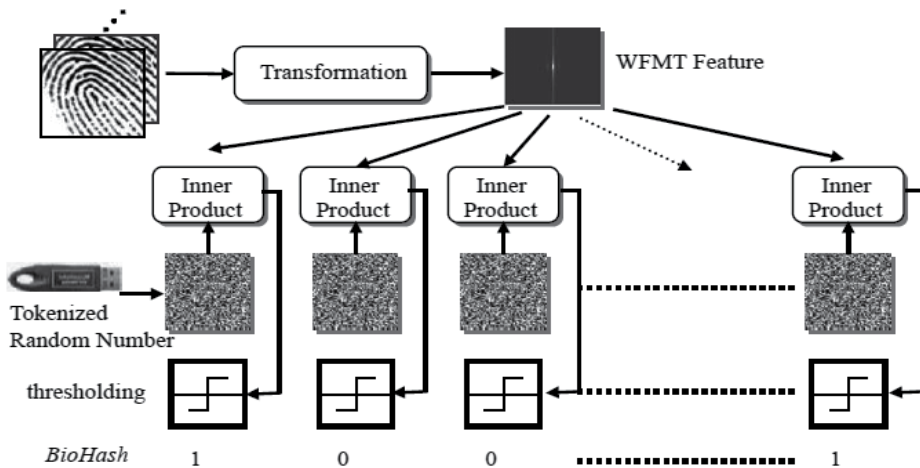 Transformation
WFMT Feature
Inner
Product
Inner
Product
Inner
Product
Inner
Product
Tokenized
Random Number
thresholding
BioHash 1 0 0 1